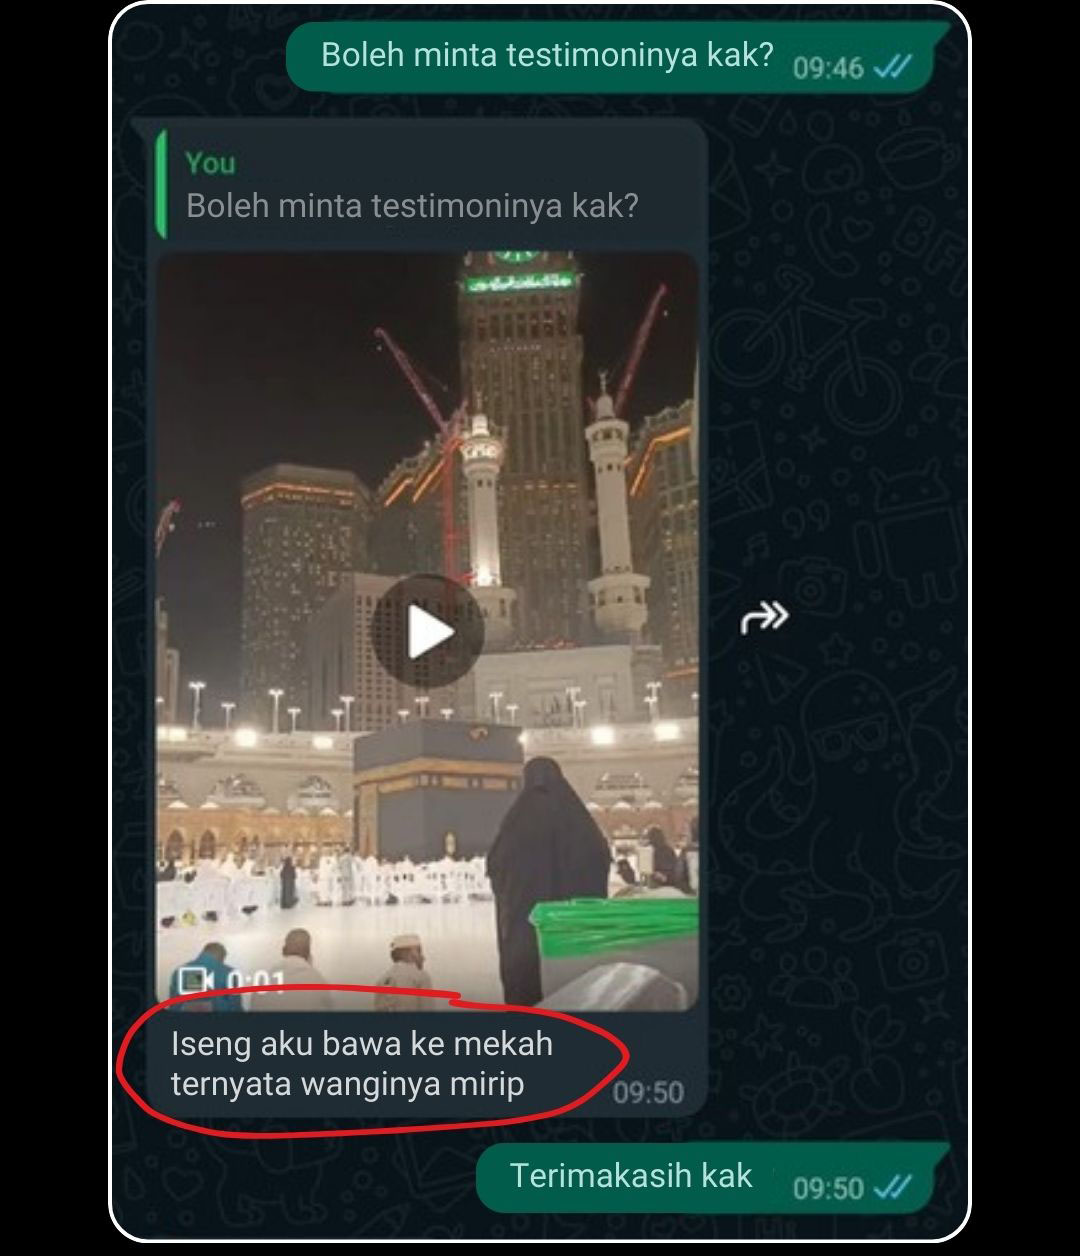 Boleh minta testimoninya kak?
09:46
You
Boleh minta testimoninya kak?
0:01
Iseng aku bawa ke mekah
ternyata wanginya mirip
09:50
Terimakasih kak
09:50